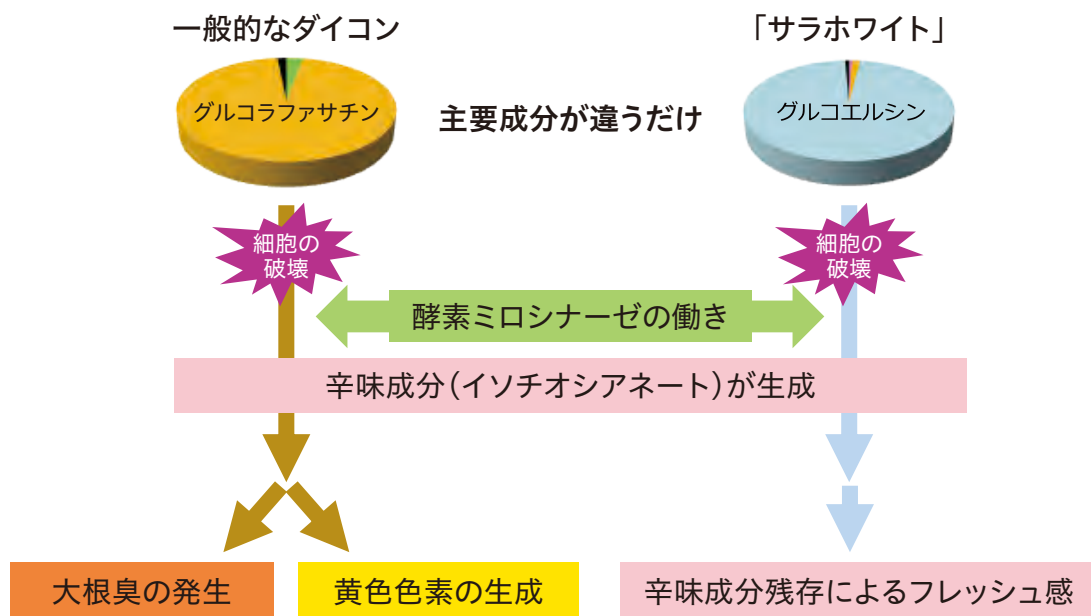 一般的なダイコン
「サラホワイト」
グルコラファサチン
主要成分が違うだけ
グルコエルシン
細胞の
破壊
細胞の
破壊
酵素ミロシナーゼの働き
辛味成分(イソチオシアネート)が生成
大根臭の発生
黄色色素の生成
辛味成分残存によるフレッシュ感